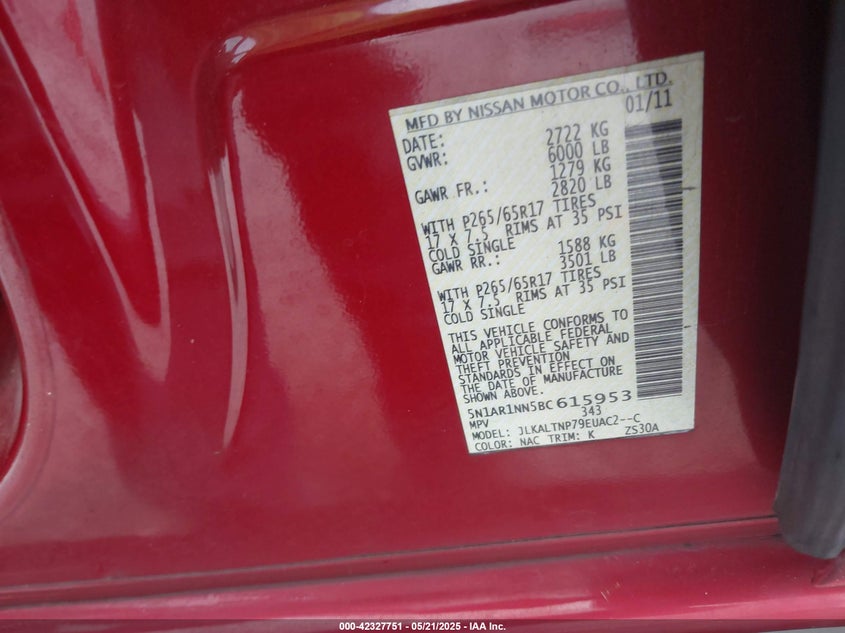 MFD BY NISSAN MOTOR CO., LTD.
DATE: 01/11
GVWR: 2722 KG
6000 LB
GAWR FR.: 1279 KG
2820 LB
WITH P265/65R17 TIRES
17 X 7.5 RIMS AT 35 PSI
COLD SINGLE
GAWR RR.: 1588 KG
3501 LB
WITH P265/65R17 TIRES
17 X 7.5 RIMS AT 35 PSI
COLD SINGLE
THIS VEHICLE CONFORMS TO
ALL APPLICABLE FEDERAL
MOTOR VEHICLE SAFETY AND
THEFT PREVENTION
STANDARDS IN EFFECT ON
THE DATE OF MANUFACTURE
5N1AR1NN5BC615953
MPV 343
MODEL: JLKALTNP79EUAC2--C
COLOR: NAC TRIM: K ZS30A
000-42327751 — 05/21/2025 — IAA Inc.